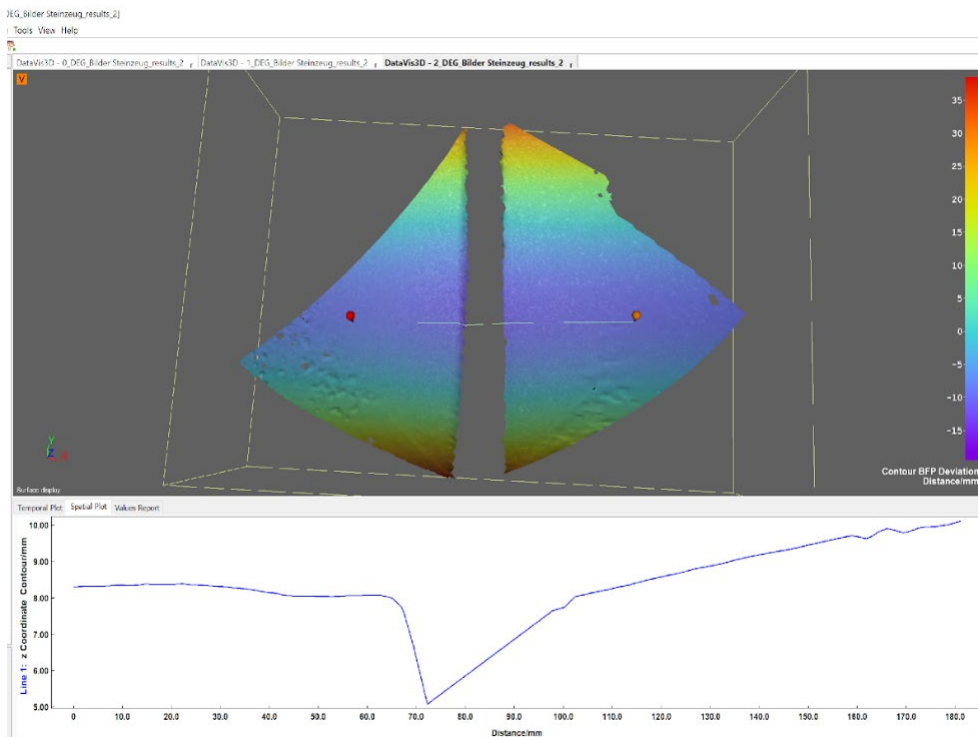 DEG_Bilder Steinzeug_results_2]
Tools View Help
DataVis3D - 0_DEG_Bilder Steinzeug_results_2
DataVis3D - 1_DEG_Bilder Steinzeug_results_2
DataVis3D - 2_DEG_Bilder Steinzeug_results_2
V
35
30
25
20
15
10
5
0
-5
-10
-15
Contour BFP Deviation
Distance/mm
Y
Z
X
Surface display
Temporal Plot Spatial Plot Values Report
Line 1: z Coordinate Contour/mm
10.00
9.00
8.00
7.00
6.00
5.00
0 10.0 20.0 30.0 40.0 50.0 60.0 70.0 80.0 90.0 100.0 110.0 120.0 130.0 140.0 150.0 160.0 170.0 180.0
Distance/mm